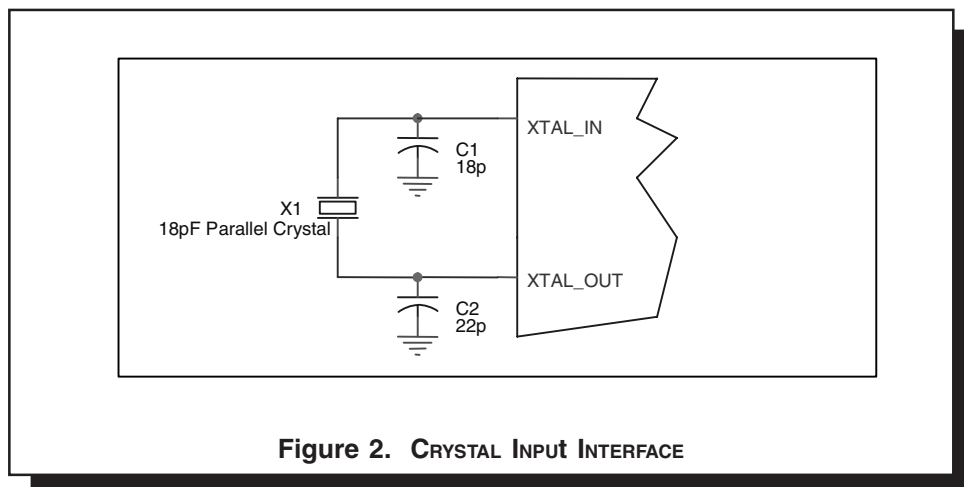 XTAL_IN
C1
18p
X1
18pF Parallel Crystal
XTAL_OUT
C2
22p
Figure 2. CRYSTAL INPUt INTERFACE